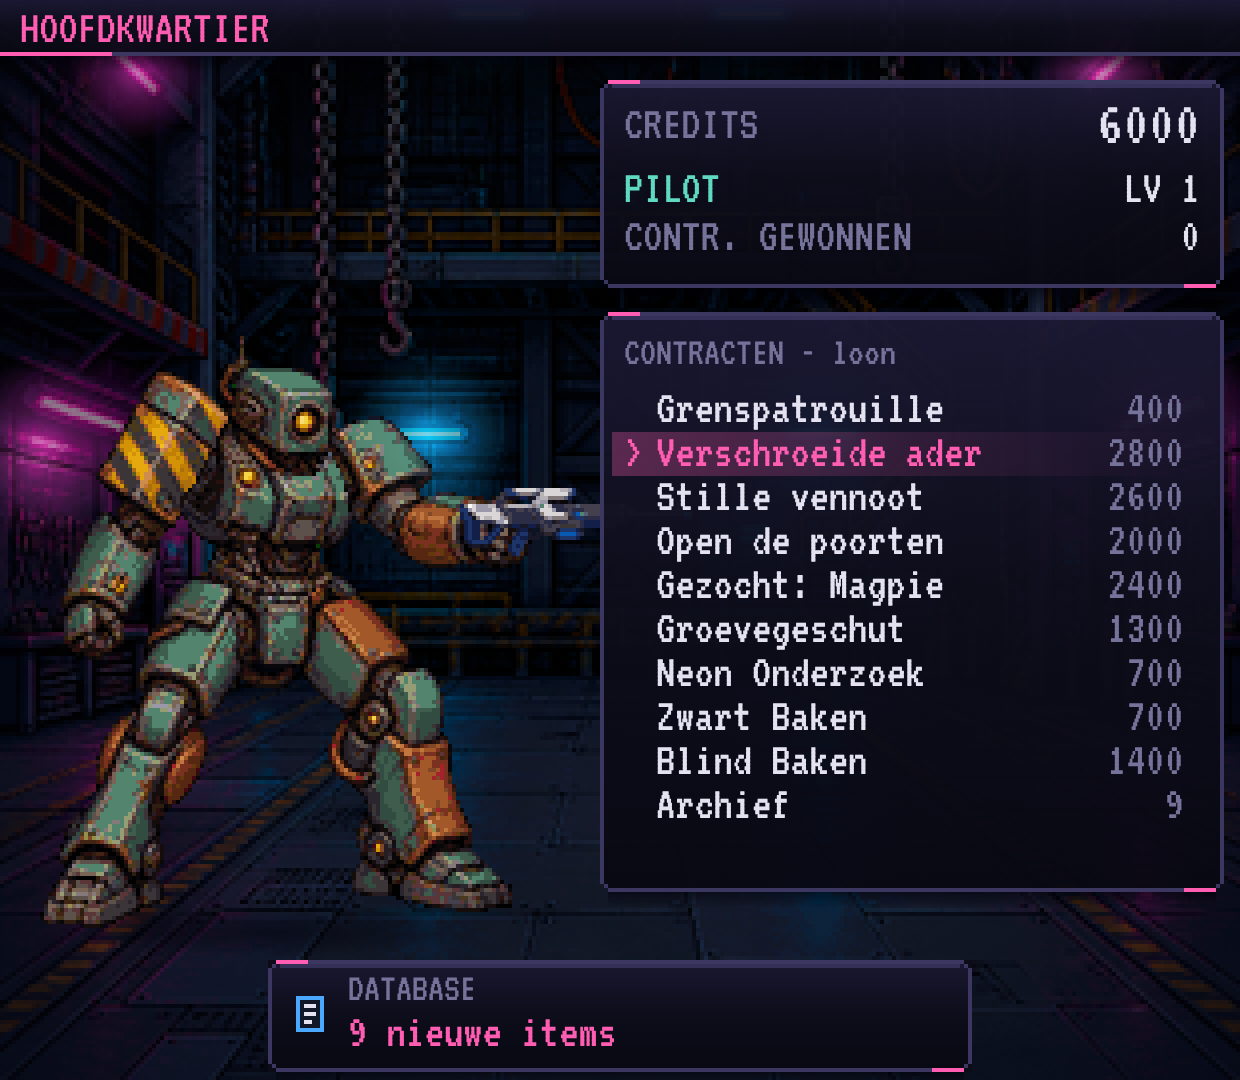 HOOFDKWARTIER
CREDITS 6000
PILOT LV 1
CONTR. GEWONNEN 0
CONTRACTEN - loon
Grenspatrouille 400
> Verschroeide ader 2800
Stille vennoot 2600
Open de poorten 2000
Gezocht: Magpie 2400
Groevegeschut 1300
Neon Onderzoek 700
Zwart Baken 700
Blind Baken 1400
Archief 9
DATABASE
9 nieuwe items